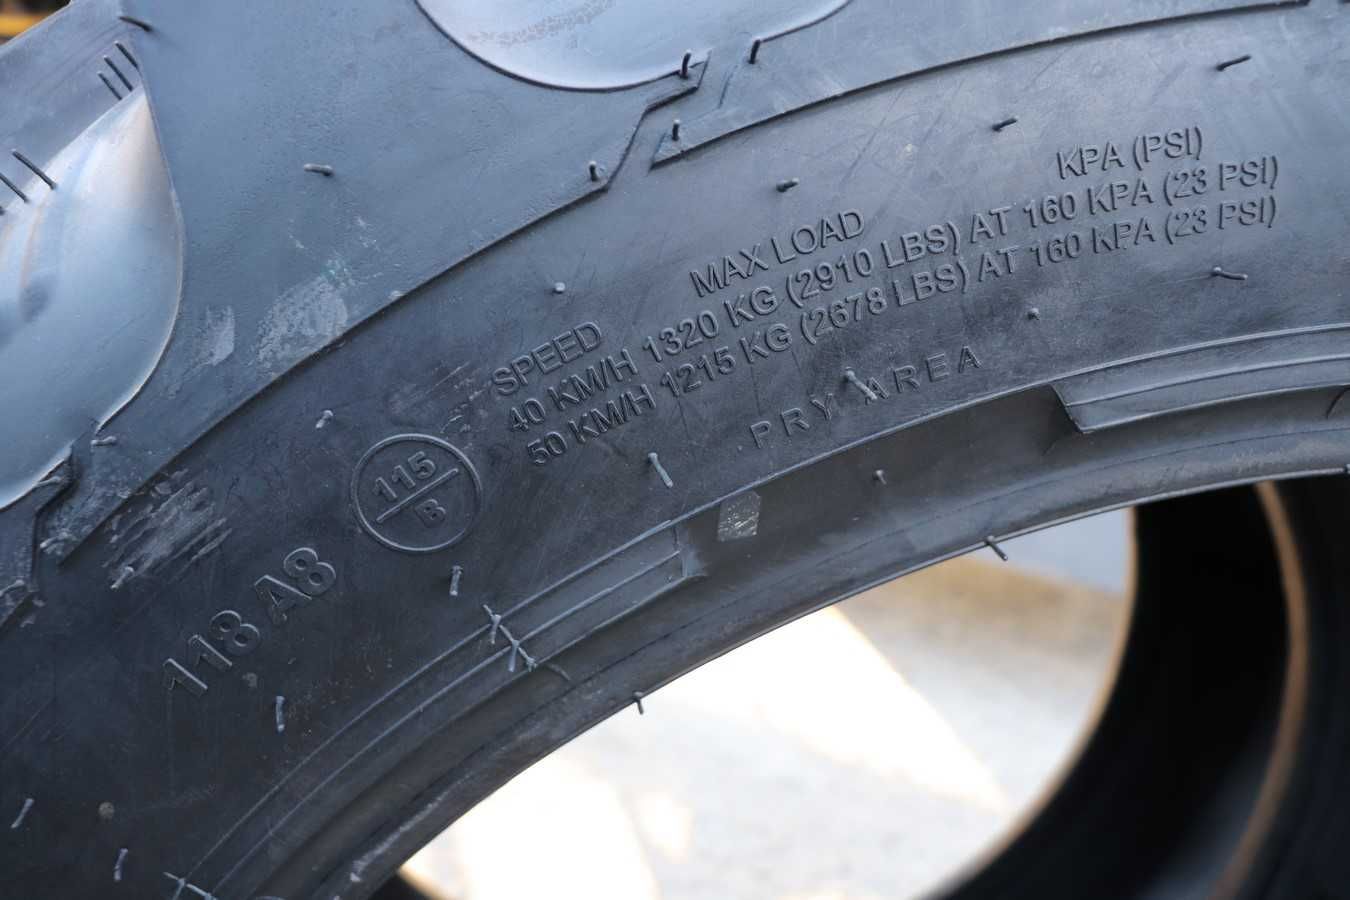 KPA (PSI)
MAX LOAD
SPEED
40 KM/H 1320 KG (2910 LBS) AT 160 KPA (23 PSI)
50 KM/H 1215 KG (2678 LBS) AT 160 KPA (23 PSI)
PRY AREA
115
B
118 A8